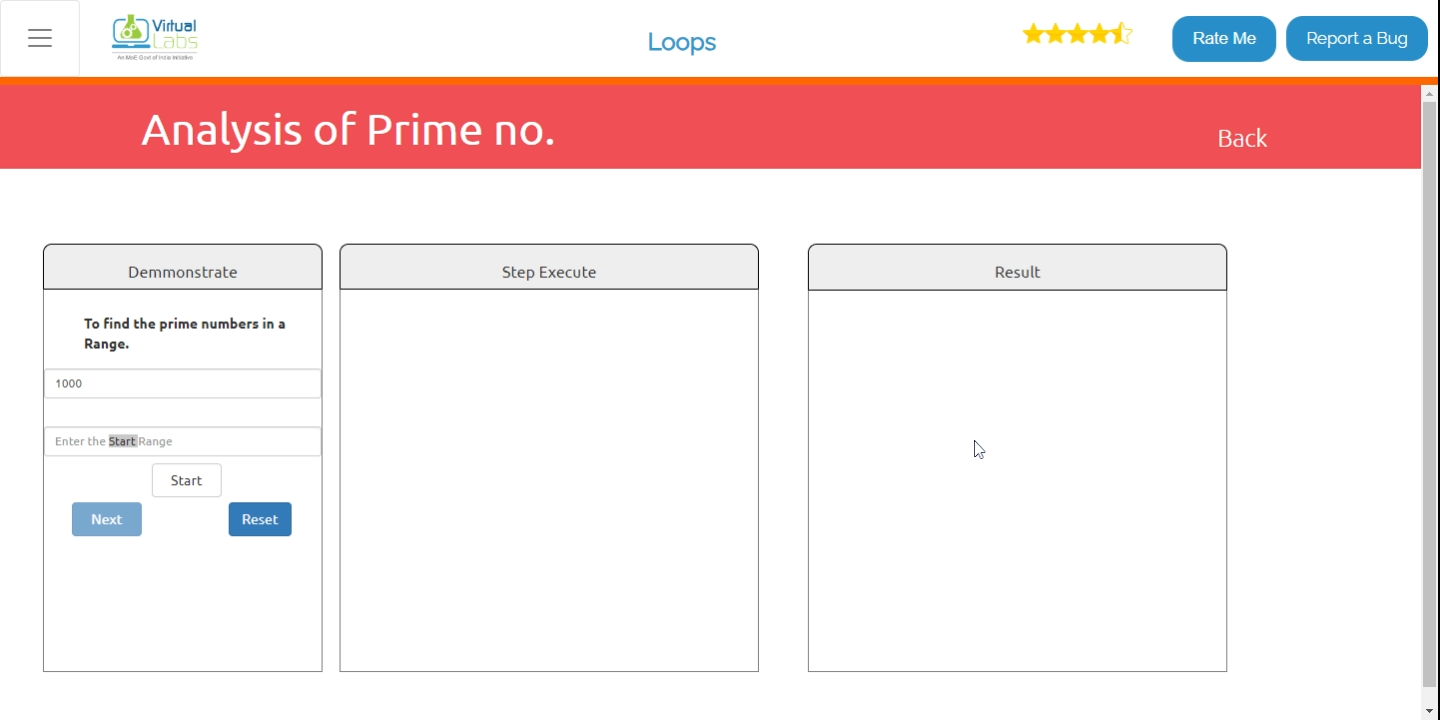 Virtual
Labs
An MoE Govt of India Initiative
Loops
Rate Me
Report a Bug
Analysis of Prime no.
Back
Demmonstrate
Step Execute
Result
To find the prime numbers in a
Range.
1000
Enter the Start Range
Start
Next
Reset